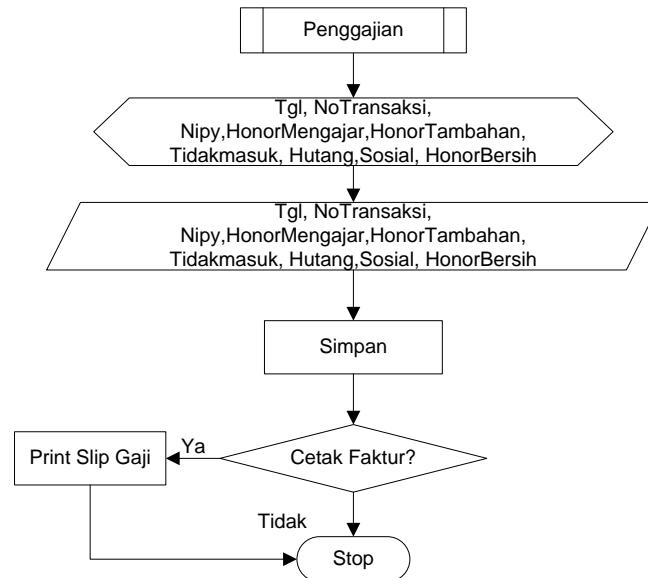 Penggajian
Tgl, NoTransaksi,
Nipy,HonorMengajar,HonorTambahan,
Tidakmasuk, Hutang,Sosial, HonorBersih
Tgl, NoTransaksi,
Nipy,HonorMengajar,HonorTambahan,
Tidakmasuk, Hutang,Sosial, HonorBersih
Simpan
Print Slip Gaji
Ya
Cetak Faktur?
Tidak
Stop